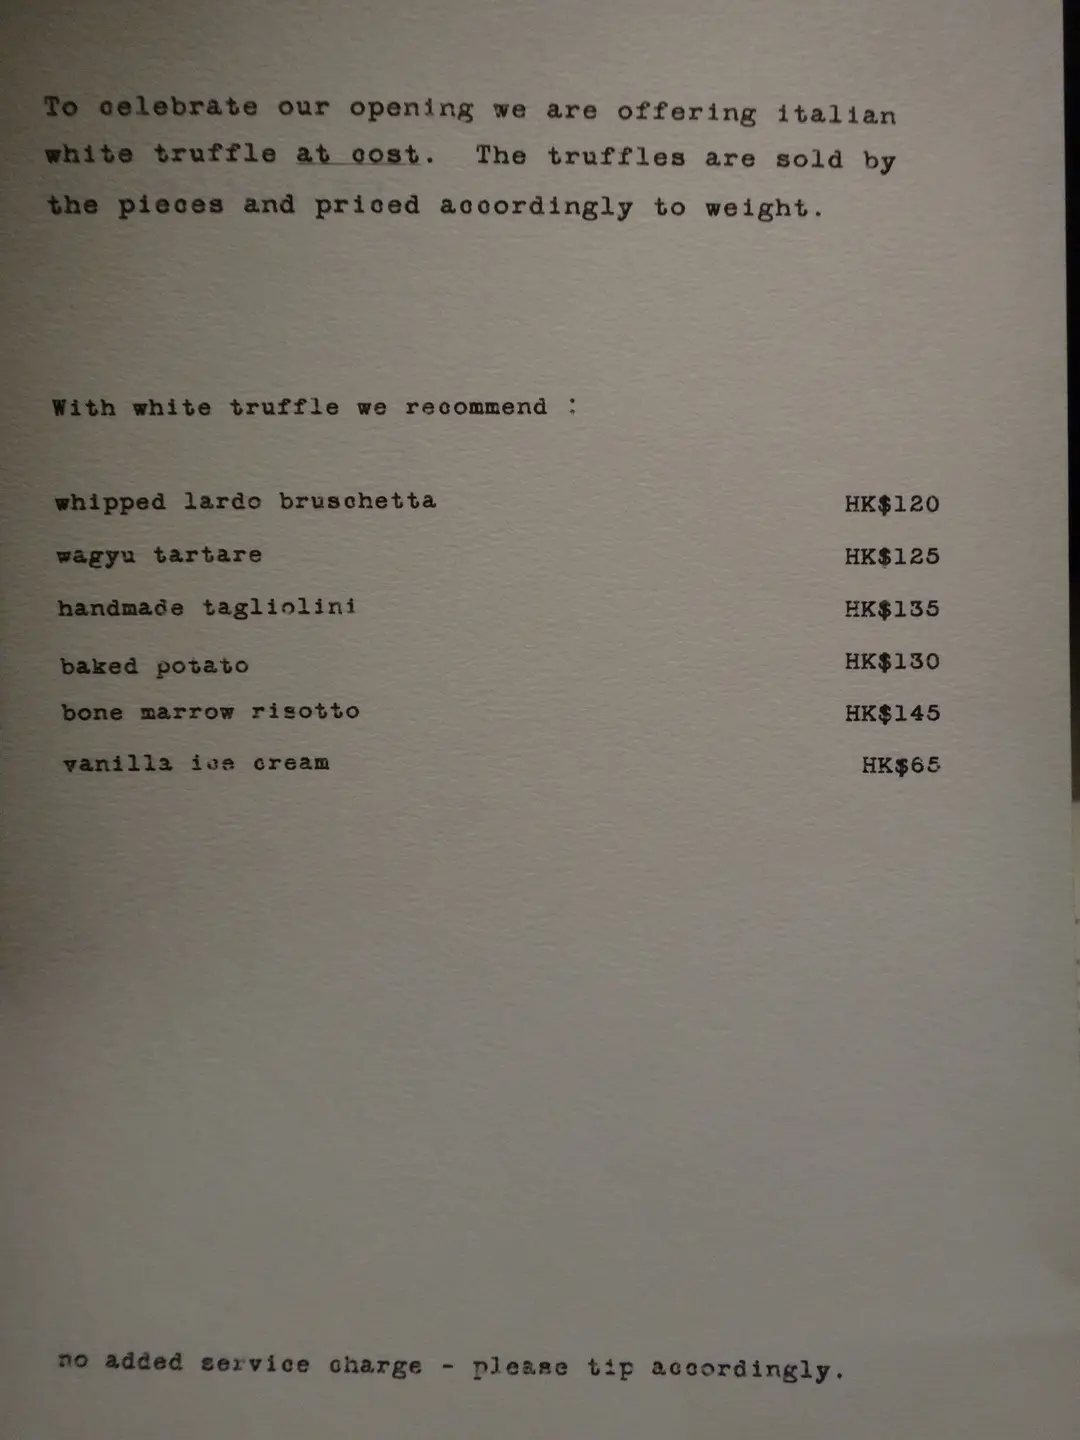 To celebrate our opening we are offering italian
white truffle at cost. The truffles are sold by
the pieces and priced accordingly to weight.
With white truffle we recommend :
whipped lardo bruschetta HK$120
wagyu tartare HK$125
handmade tagliolini HK$135
baked potato HK$130
bone marrow risotto HK$145
vanilla ice cream HK$65
no added service charge - please tip accordingly.